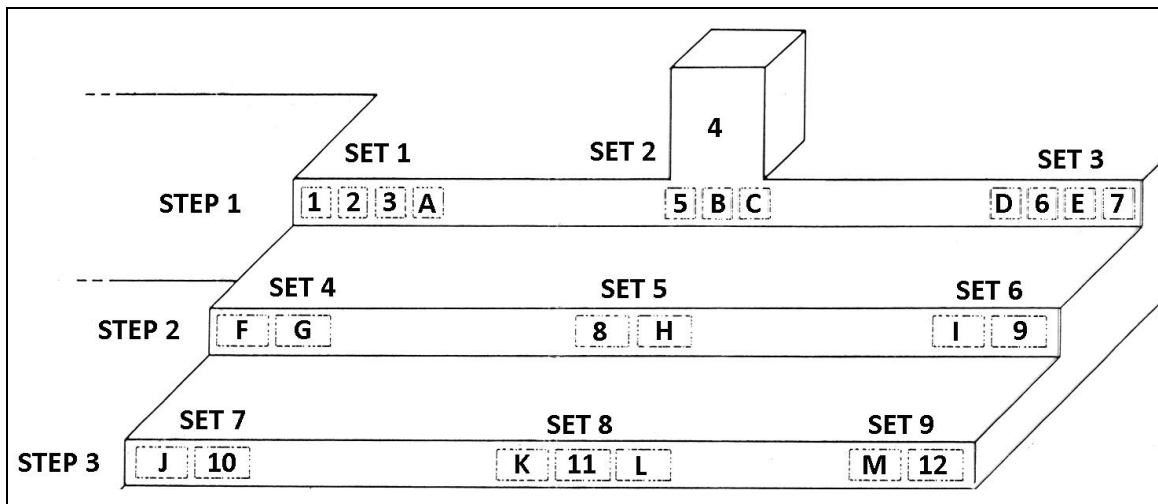 4
SET 1 SET 2 SET 3
STEP 1 1 2 3 A 5 B C D 6 E 7
SET 4 SET 5 SET 6
STEP 2 F G 8 H I 9
SET 7 SET 8 SET 9
STEP 3 J 10 K 11 L M 12